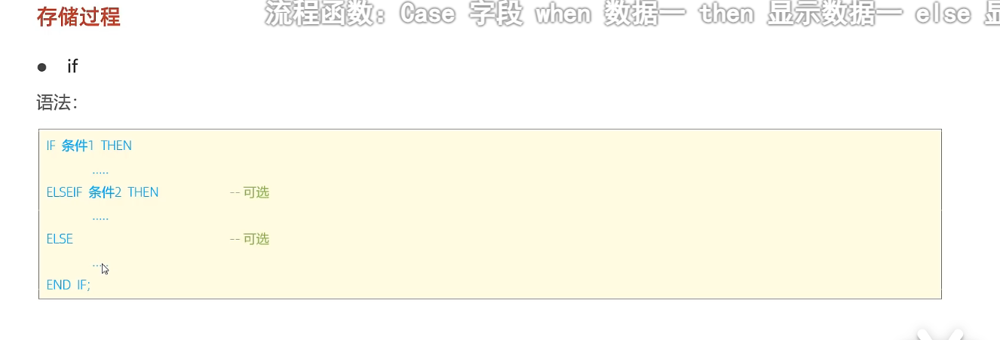 存储过程
流程函数: Case 字段 when 数据一 then 显示数据一 else
● if
语法:
IF 条件1 THEN
.....
ELSEIF 条件2 THEN -- 可选
.....
ELSE -- 可选
.....
END IF;